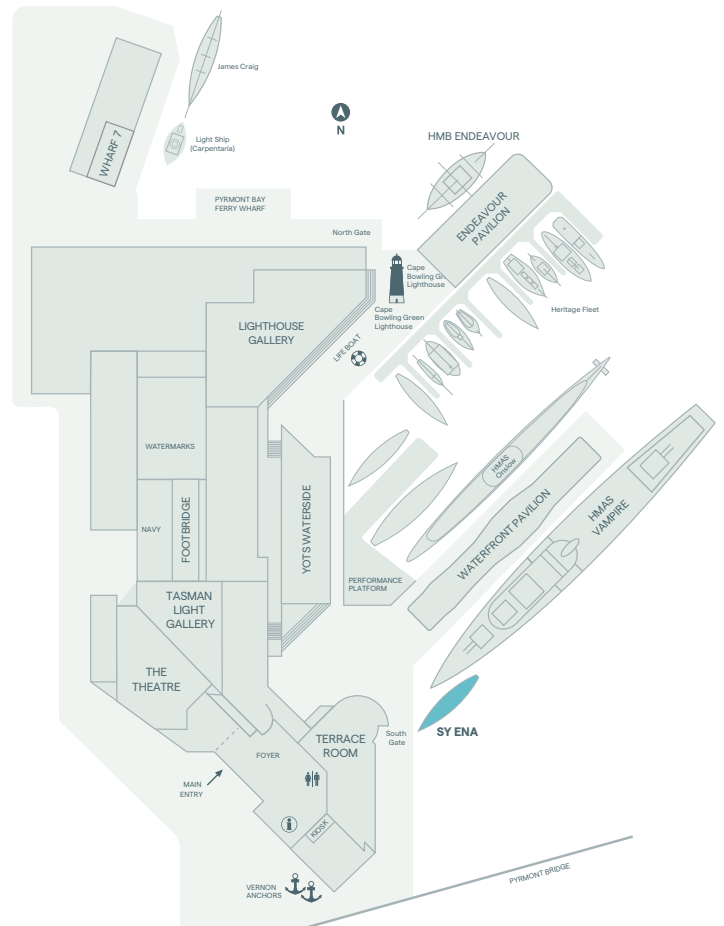 James Craig
WHARF 7
Light Ship
(Carpentaria)
N
HMB ENDEAVOUR
PYRMONT BAY
FERRY WHARF
ENDEAVOUR
PAVILION
North Gate
Cape
Bowling Gr
Lighthouse
Cape
Bowling Green
Lighthouse
Heritage Fleet
LIGHTHOUSE
GALLERY
LIFE BOAT
WATERMARKS
HMAS
Onslow
HMAS
VAMPIRE
WATERFRONT PAVILION
NAVY
FOOTBRIDGE
YOTS WATERSIDE
PERFORMANCE
PLATFORM
TASMAN
LIGHT
GALLERY
THE
THEATRE
SY ENA
South
Gate
TERRACE
ROOM
FOYER
MAIN
ENTRY
KIOSK
VERNON
ANCHORS
PYRMONT BRIDGE